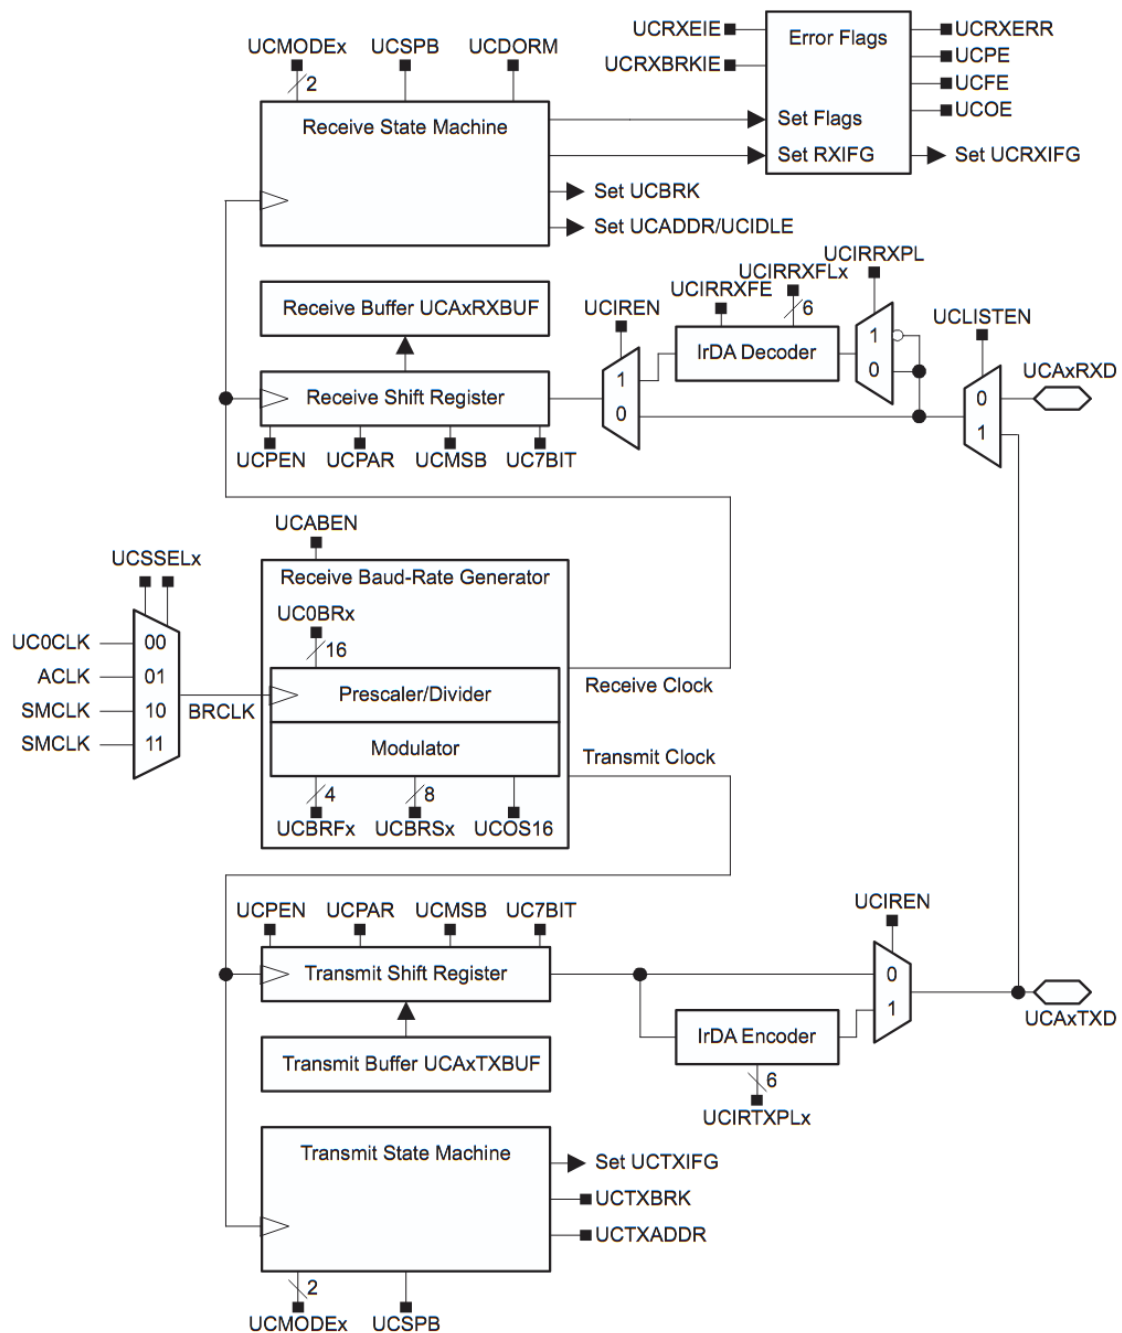 UCMODEx UCSPB UCDORM
2
Receive State Machine
UCRXEIE
UCRXBRKIE
Error Flags
UCRXERR
UCPE
UCFE
UCOE
Set Flags
Set RXIFG
Set UCRXIFG
Set UCBRK
Set UCADDR/UCIDLE
Receive Buffer UCAxRXBUF
Receive Shift Register
UCPEN UCPAR UCMSB UC7BIT
UCIREN
1
0
UCIRRXFE
UCIRRXFLx
6
IrDA Decoder
UCIRRXPL
1
0
UCLISTEN
0
1
UCAxRXD
UCABEN
Receive Baud-Rate Generator
UC0BRx
16
UCSSELx
UC0CLK 00
ACLK 01
SMCLK 10
SMCLK 11
BRCLK
Prescaler/Divider
Modulator
Receive Clock
Transmit Clock
4 8
UCBRFx UCBRSx UCOS16
UCPEN UCPAR UCMSB UC7BIT
Transmit Shift Register
Transmit Buffer UCAxTXBUF
UCIREN
0
1
IrDA Encoder
6
UCIRTXPLx
UCAxTXD
Transmit State Machine
Set UCTXIFG
UCTXBRK
UCTXADDR
2
UCMODEx UCSPB